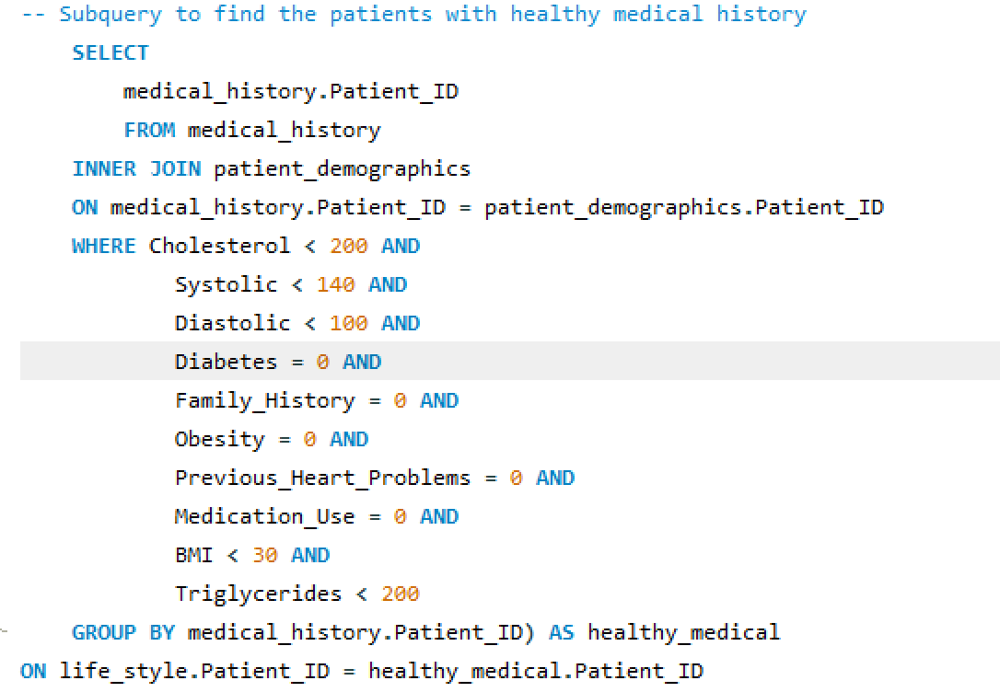 -- Subquery to find the patients with healthy medical history
SELECT
medical_history.Patient_ID
FROM medical_history
INNER JOIN patient_demographics
ON medical_history.Patient_ID = patient_demographics.Patient_ID
WHERE Cholesterol < 200 AND
Systolic < 140 AND
Diastolic < 100 AND
Diabetes = 0 AND
Family_History = 0 AND
Obesity = 0 AND
Previous_Heart_Problems = 0 AND
Medication_Use = 0 AND
BMI < 30 AND
Triglycerides < 200
GROUP BY medical_history.Patient_ID) AS healthy_medical
ON life_style.Patient_ID = healthy_medical.Patient_ID